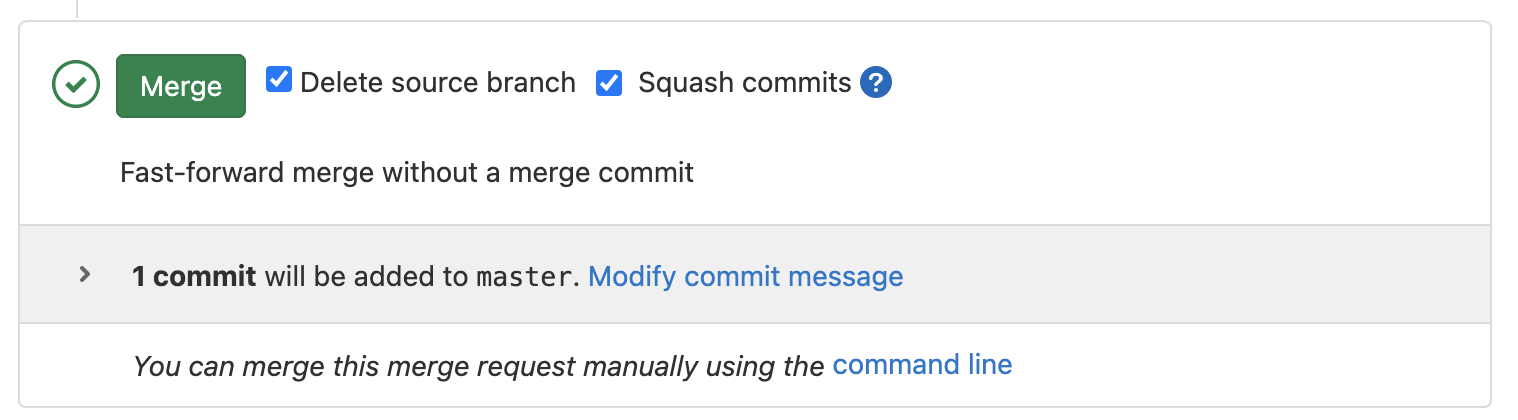 Merge Delete source branch Squash commits ?
Fast-forward merge without a merge commit
1 commit will be added to master. Modify commit message
You can merge this merge request manually using the command line